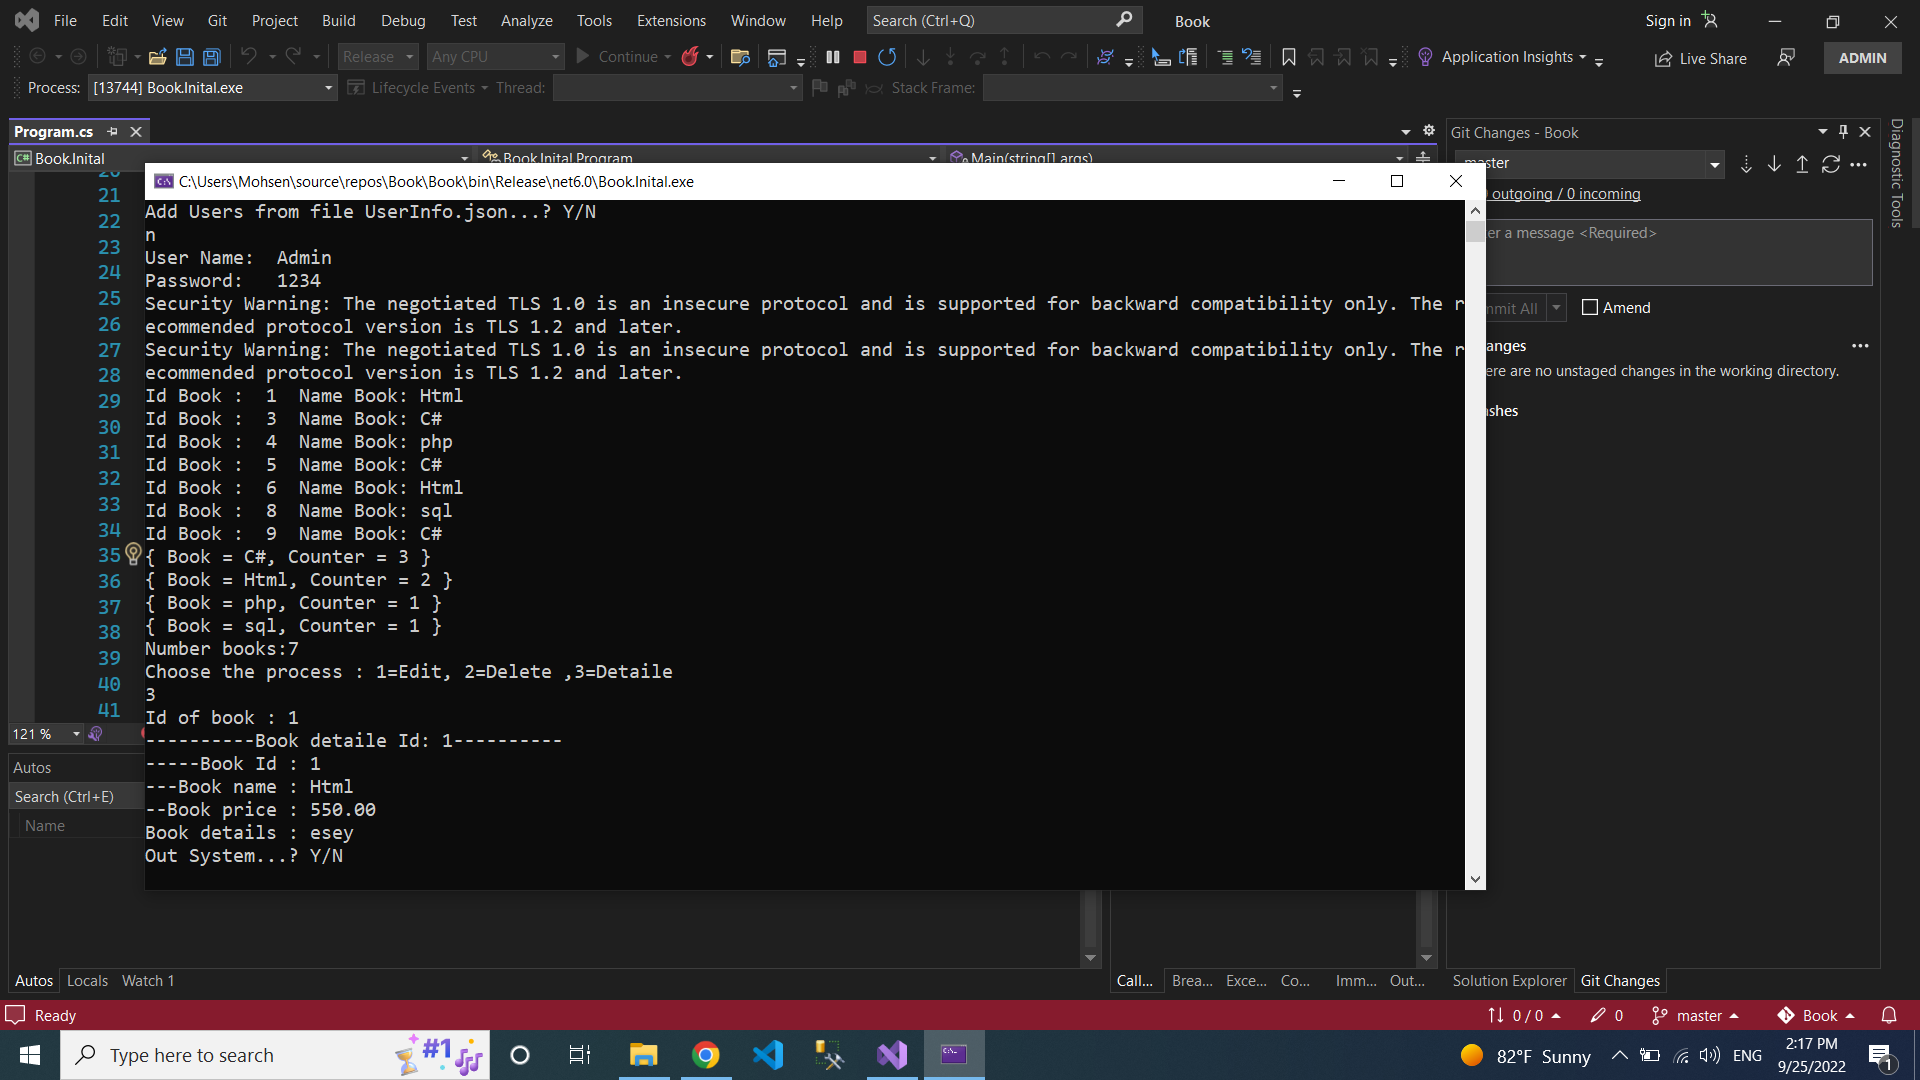 File Edit View Git Project Build Debug Test Analyze Tools Extensions Window Help Search (Ctrl+Q) Book Sign in
Release Any CPU Continue Application Insights Live Share ADMIN
Process: [13744] Book.Inital.exe Lifecycle Events Thread: Stack Frame:
Program.cs
Book.Inital Book.Inital.Program Main(string[] args)
Git Changes - Book
master
outgoing / 0 incoming
a message <Required>
All Amend
There are no unstaged changes in the working directory.
Diagnostic Tools
21
22
23
24
25
26
27
28
29
30
31
32
33
34
35
36
37
38
39
40
41
C:\Users\Mohsen\source\repos\Book\Book\bin\Release\net6.0\Book.Inital.exe
Add Users from file UserInfo.json...? Y/N
n
User Name:  Admin
Password:   1234
Security Warning: The negotiated TLS 1.0 is an insecure protocol and is supported for backward compatibility only. The r
ecommended protocol version is TLS 1.2 and later.
Security Warning: The negotiated TLS 1.0 is an insecure protocol and is supported for backward compatibility only. The r
ecommended protocol version is TLS 1.2 and later.
Id Book :  1  Name Book: Html
Id Book :  3  Name Book: C#
Id Book :  4  Name Book: php
Id Book :  5  Name Book: C#
Id Book :  6  Name Book: Html
Id Book :  8  Name Book: sql
Id Book :  9  Name Book: C#
{ Book = C#, Counter = 3 }
{ Book = Html, Counter = 2 }
{ Book = php, Counter = 1 }
{ Book = sql, Counter = 1 }
Number books:7
Choose the process : 1=Edit, 2=Delete ,3=Detaile
3
Id of book : 1
----------Book detaile Id: 1----------
-----Book Id : 1
---Book name : Html
--Book price : 550.00
Book details : esey
Out System...? Y/N
121 %
Autos
Search (Ctrl+E)
Name
Autos Locals Watch 1
Call... Brea... Exce... Co... Imm... Out...
Solution Explorer Git Changes
Ready 0 / 0 0 master Book
Type here to search #1 82°F Sunny ENG 2:17 PM
9/25/2022 1